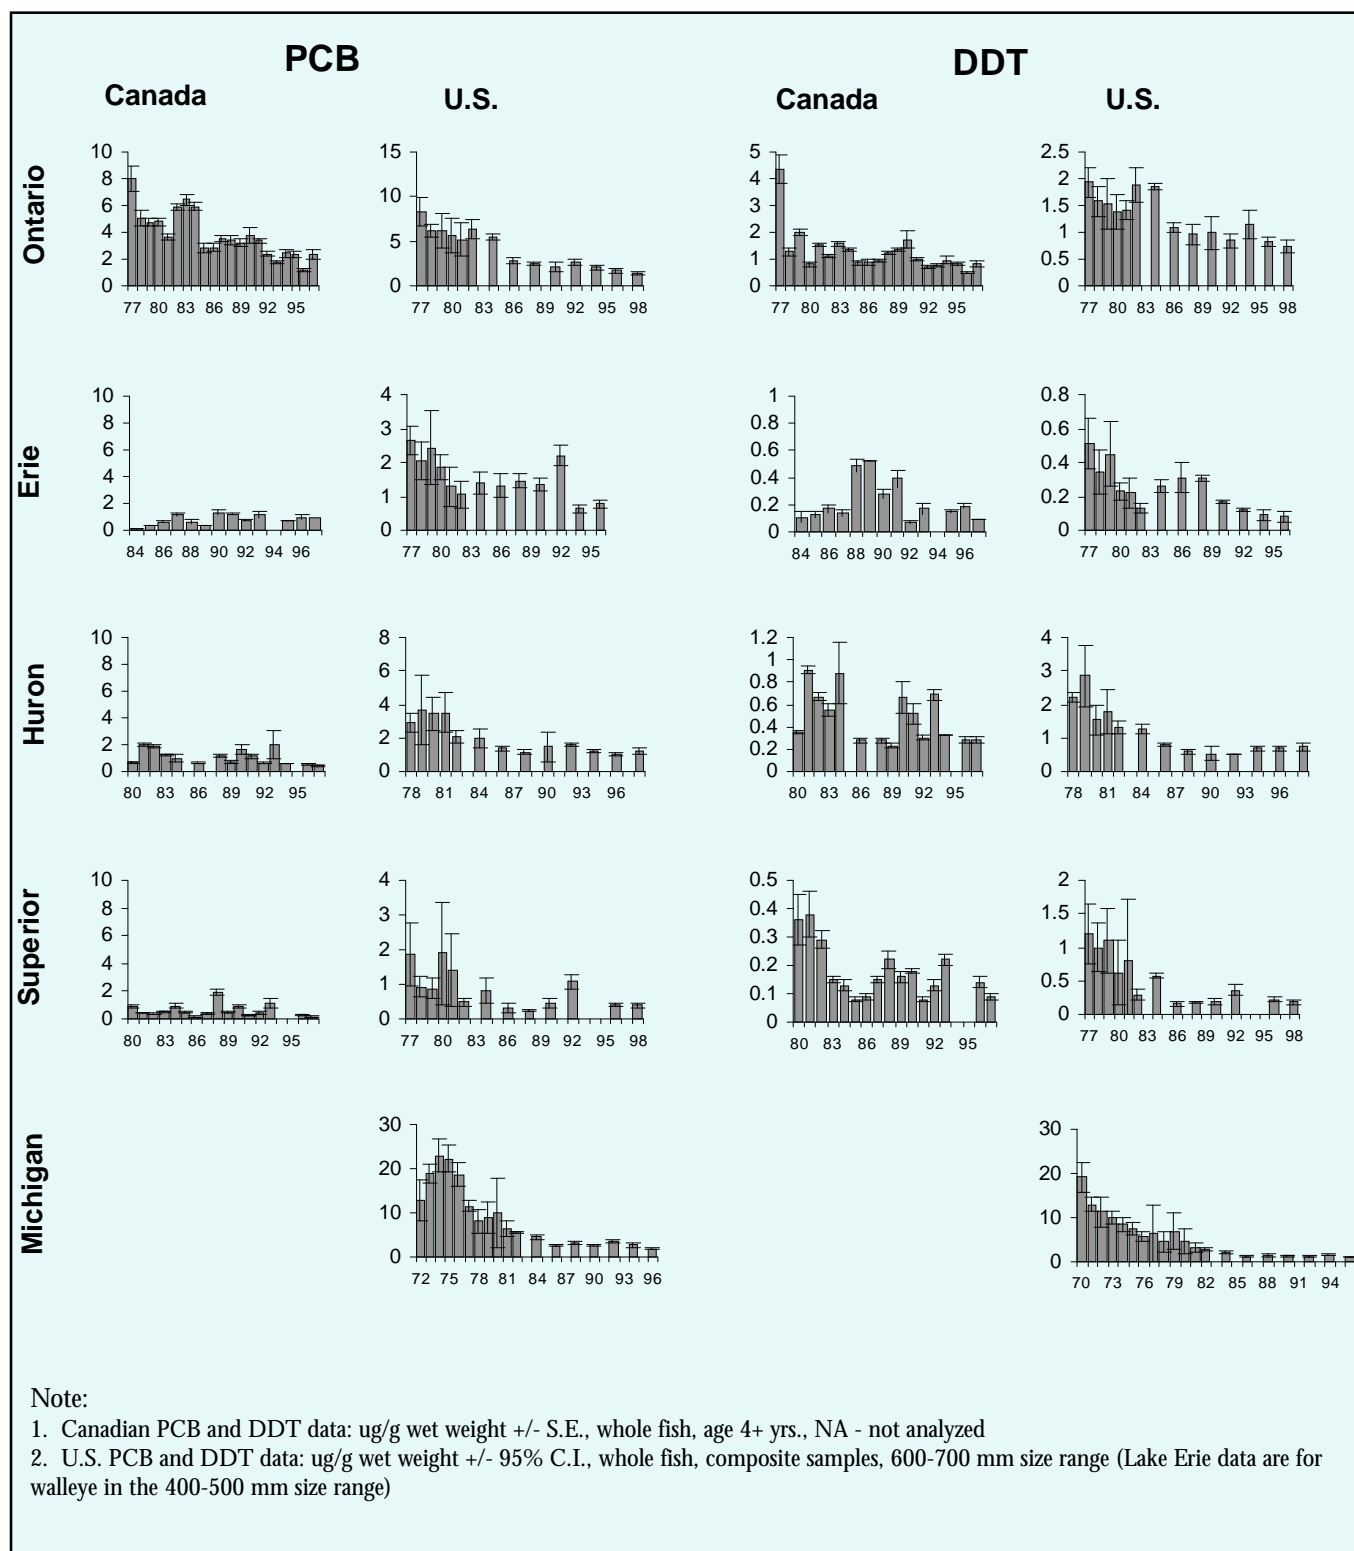 PCB
DDT
Canada
U.S.
Canada
U.S.
Ontario
10
8
6
4
2
0
77 80 83 86 89 92 95
15
10
5
0
77 80 83 86 89 92 95 98
5
4
3
2
1
0
77 80 83 86 89 92 95
2.5
2
1.5
1
0.5
0
77 80 83 86 89 92 95 98
Erie
10
8
6
4
2
0
84 86 88 90 92 94 96
4
3
2
1
0
77 80 83 86 89 92 95
1
0.8
0.6
0.4
0.2
0
84 86 88 90 92 94 96
0.8
0.6
0.4
0.2
0
77 80 83 86 89 92 95
Huron
10
8
6
4
2
0
80 83 86 89 92 95
8
6
4
2
0
78 81 84 87 90 93 96
1.2
1
0.8
0.6
0.4
0.2
0
80 83 86 89 92 95
4
3
2
1
0
78 81 84 87 90 93 96
Superior
10
8
6
4
2
0
80 83 86 89 92 95
4
3
2
1
0
77 80 83 86 89 92 95 98
0.5
0.4
0.3
0.2
0.1
0
80 83 86 89 92 95
2
1.5
1
0.5
0
77 80 83 86 89 92 95 98
Michigan
30
20
10
0
72 75 78 81 84 87 90 93 96
30
20
10
0
70 73 76 79 82 85 88 91 94
Note:
1. Canadian PCB and DDT data: ug/g wet weight +/- S.E., whole fish, age 4+ yrs., NA - not analyzed
2. U.S. PCB and DDT data: ug/g wet weight +/- 95% C.I., whole fish, composite samples, 600-700 mm size range (Lake Erie data are for
walleye in the 400-500 mm size range)